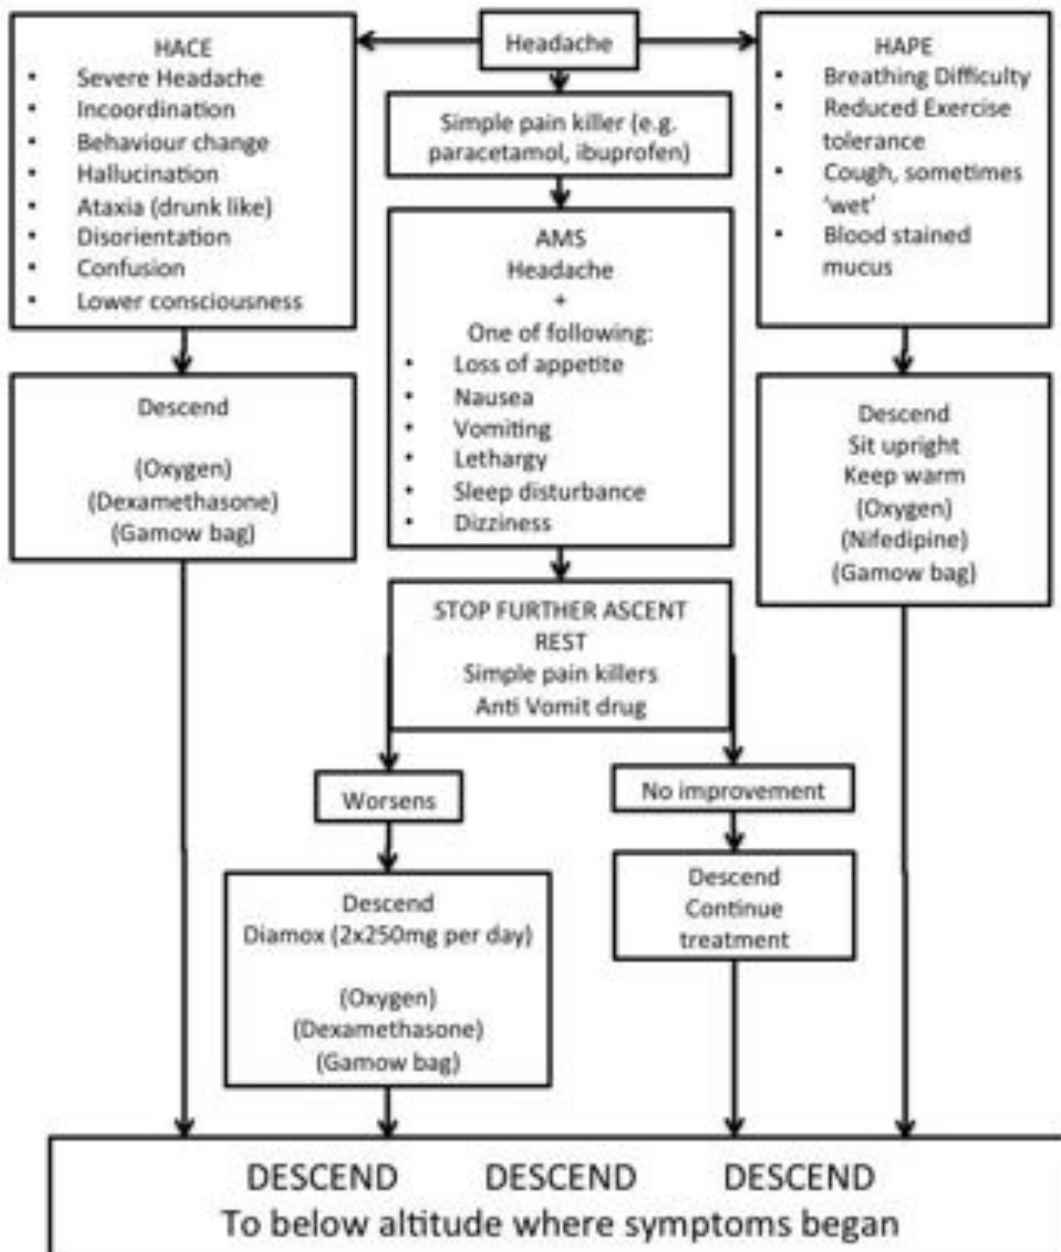 Headache
HACE
• Severe Headache
• Incoordination
• Behaviour change
• Hallucination
• Ataxia (drunk like)
• Disorientation
• Confusion
• Lower consciousness
Simple pain killer (e.g.
paracetamol, ibuprofen)
HAPE
• Breathing Difficulty
• Reduced Exercise
tolerance
• Cough, sometimes
'wet'
• Blood stained
mucus
AMS
Headache
+
One of following:
• Loss of appetite
• Nausea
• Vomiting
• Lethargy
• Sleep disturbance
• Dizziness
Descend
(Oxygen)
(Dexamethasone)
(Gamow bag)
Descend
Sit upright
Keep warm
(Oxygen)
(Nifedipine)
(Gamow bag)
STOP FURTHER ASCENT
REST
Simple pain killers
Anti Vomit drug
Worsens
No improvement
Descend
Diamox (2x250mg per day)
(Oxygen)
(Dexamethasone)
(Gamow bag)
Descend
Continue
treatment
DESCEND DESCEND DESCEND
To below altitude where symptoms began